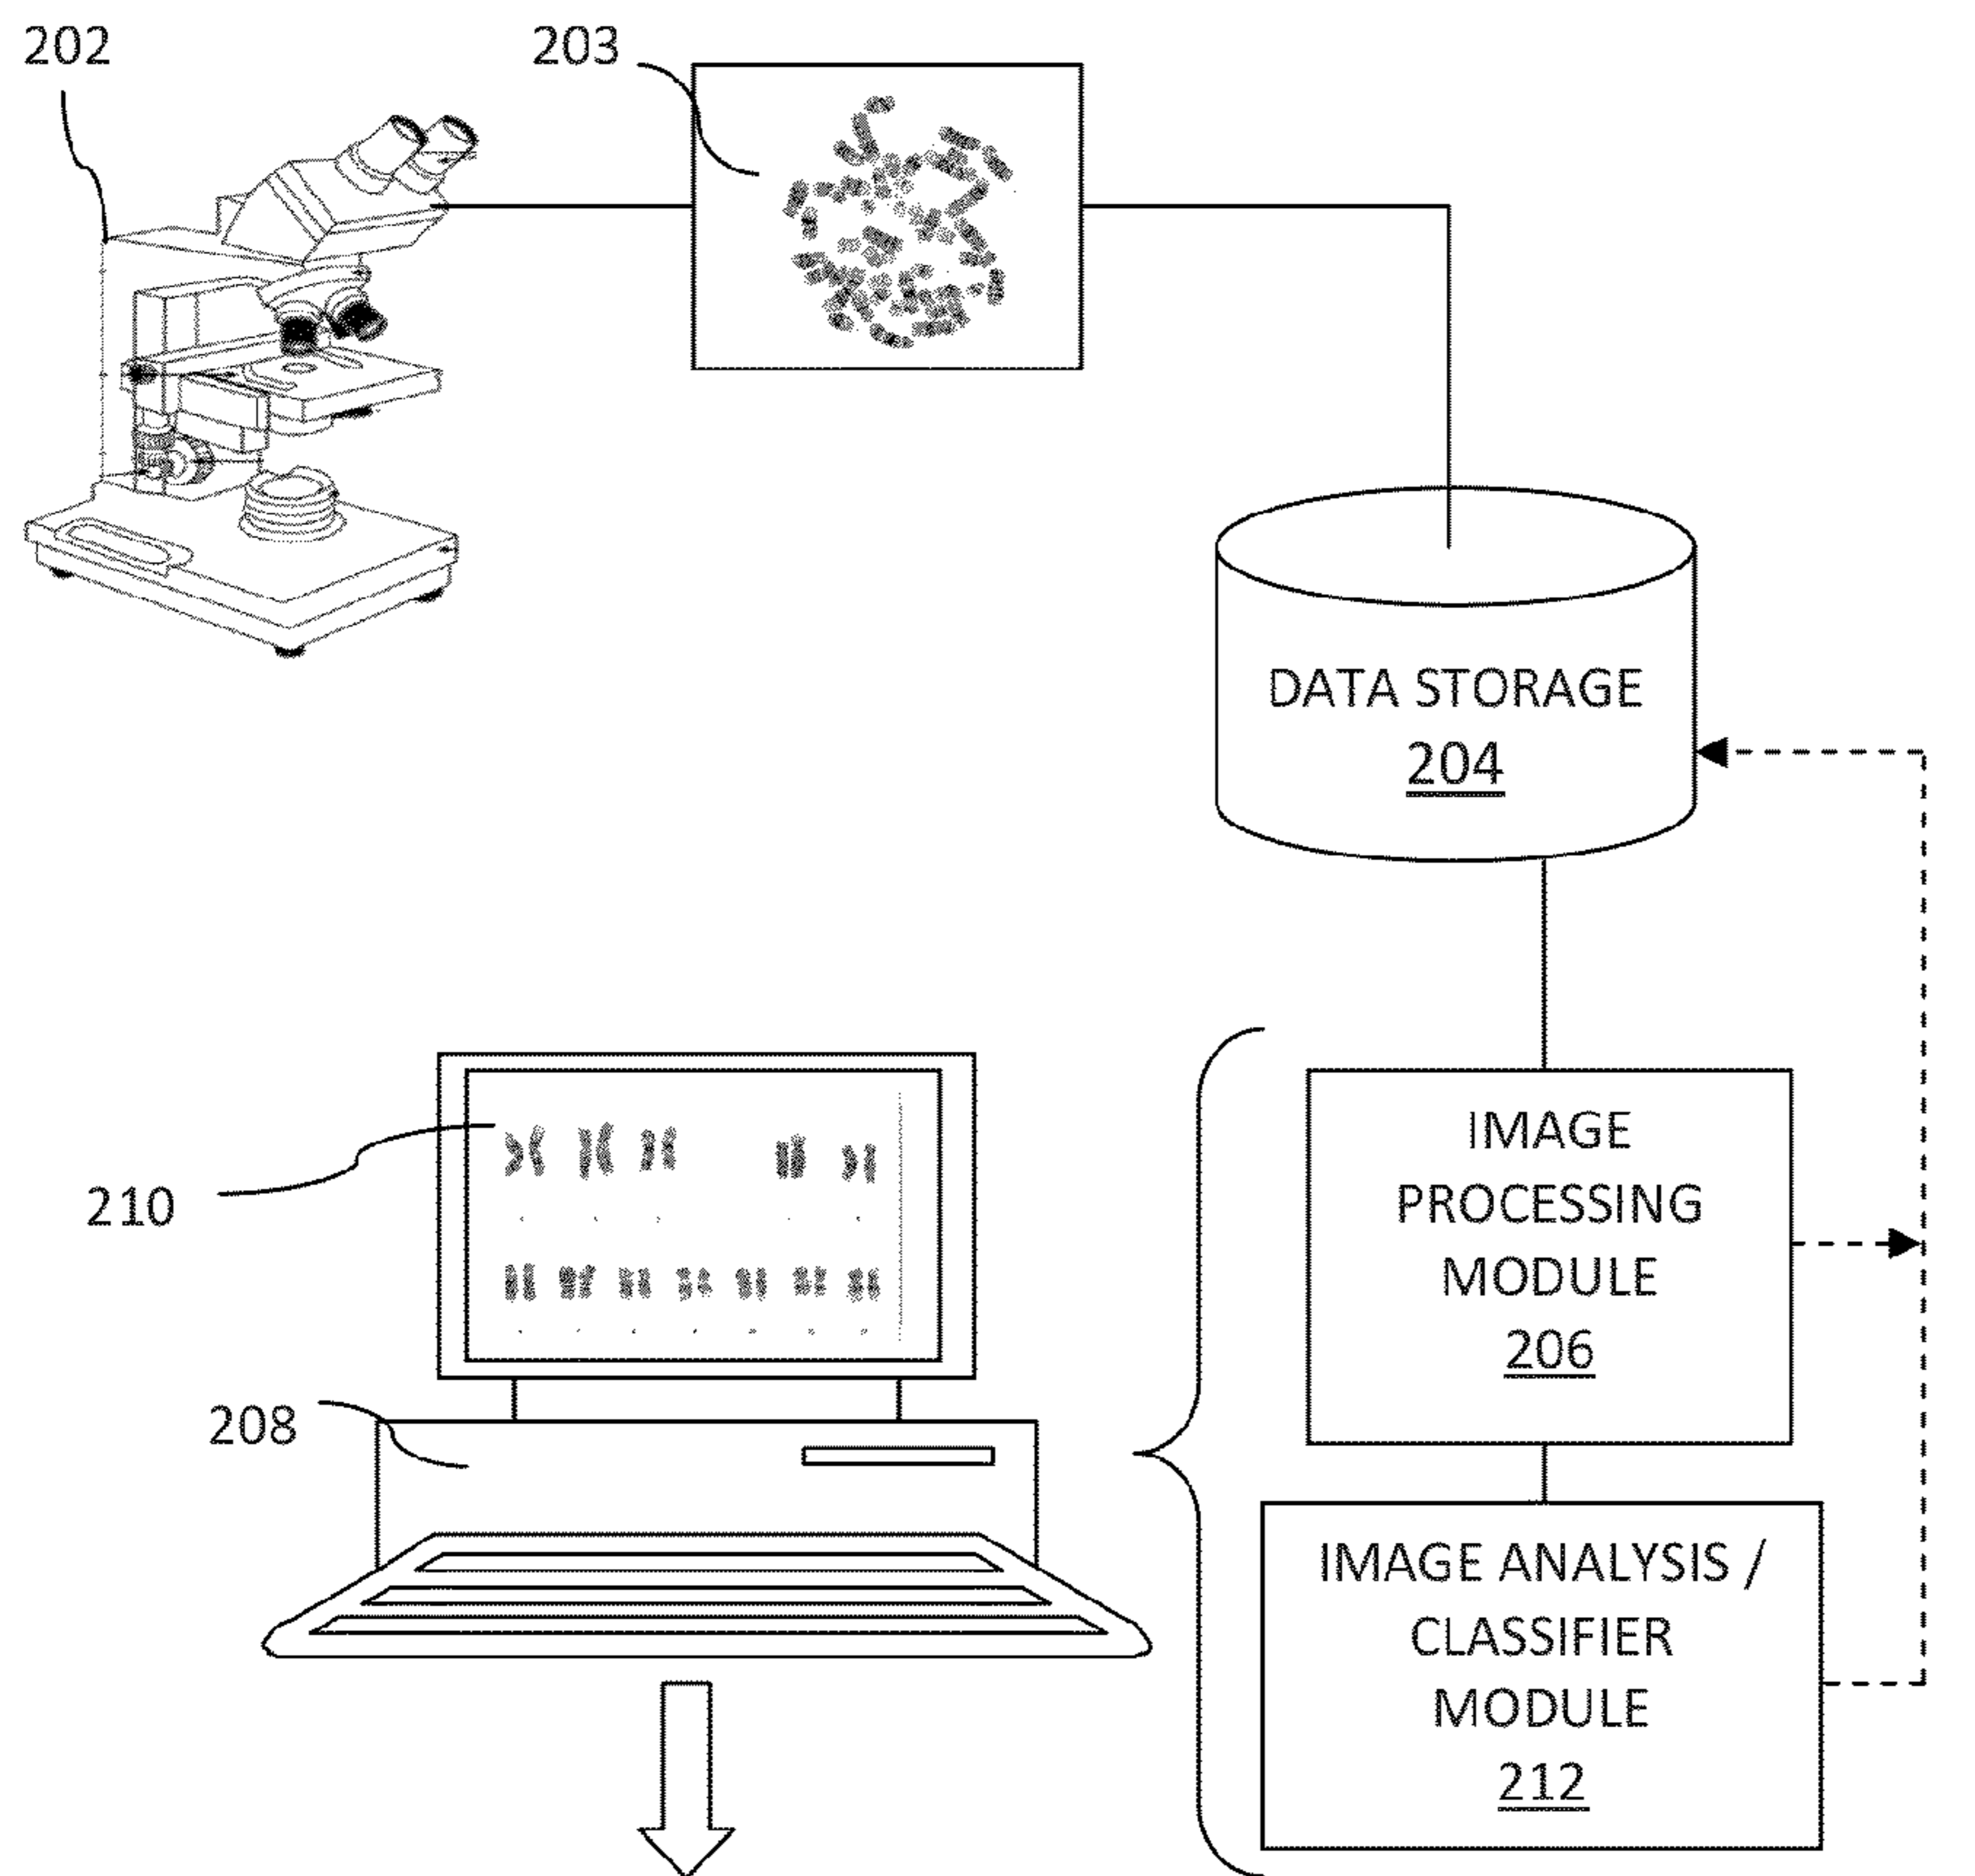 202
203
DATA STORAGE
204
210
IMAGE
PROCESSING
MODULE
206
208
IMAGE ANALYSIS /
CLASSIFIER
MODULE
212